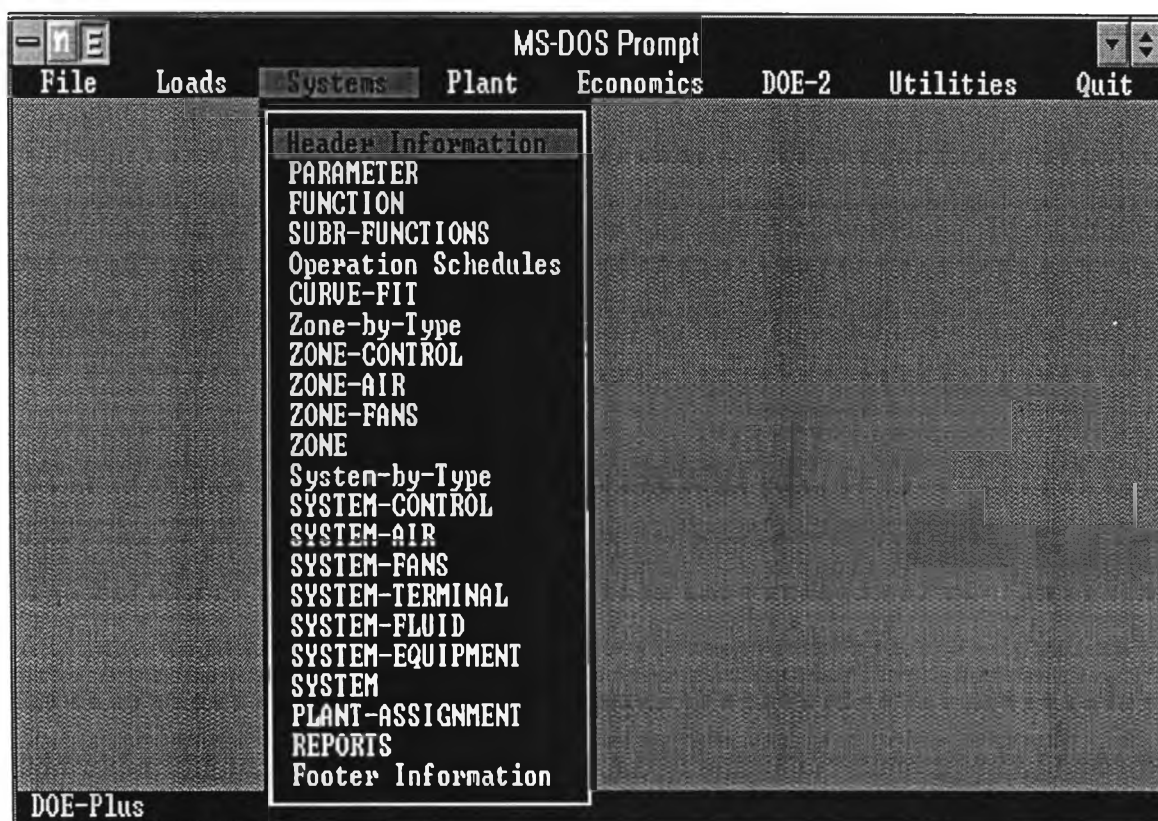 n E MS-DOS Prompt
File Loads Systems Plant Economics DOE-2 Utilities Quit
Header Information
PARAMETER
FUNCTION
SUBR-FUNCTIONS
Operation Schedules
CURVE-FIT
Zone-by-Type
ZONE-CONTROL
ZONE-AIR
ZONE-FANS
ZONE
System-by-Type
SYSTEM-CONTROL
SYSTEM-AIR
SYSTEM-FANS
SYSTEM-TERMINAL
SYSTEM-FLUID
SYSTEM-EQUIPMENT
SYSTEM
PLANT-ASSIGNMENT
REPORTS
Footer Information
DOE-Plus